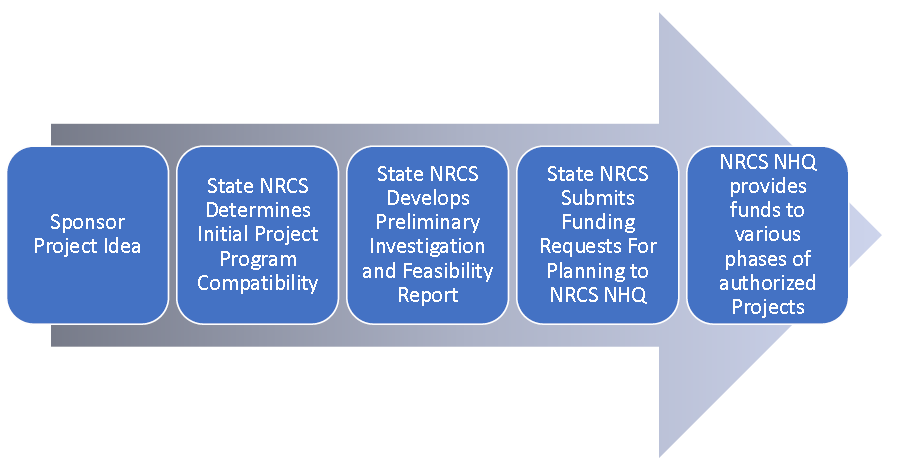 Sponsor
Project Idea
State NRCS
Determines
Initial Project
Program
Compatibility
State NRCS
Develops
Preliminary
Investigation
and Feasibility
Report
State NRCS
Submits
Funding
Requests For
Planning to
NRCS NHQ
NRCS NHQ
provides
funds to
various
phases of
authorized
Projects